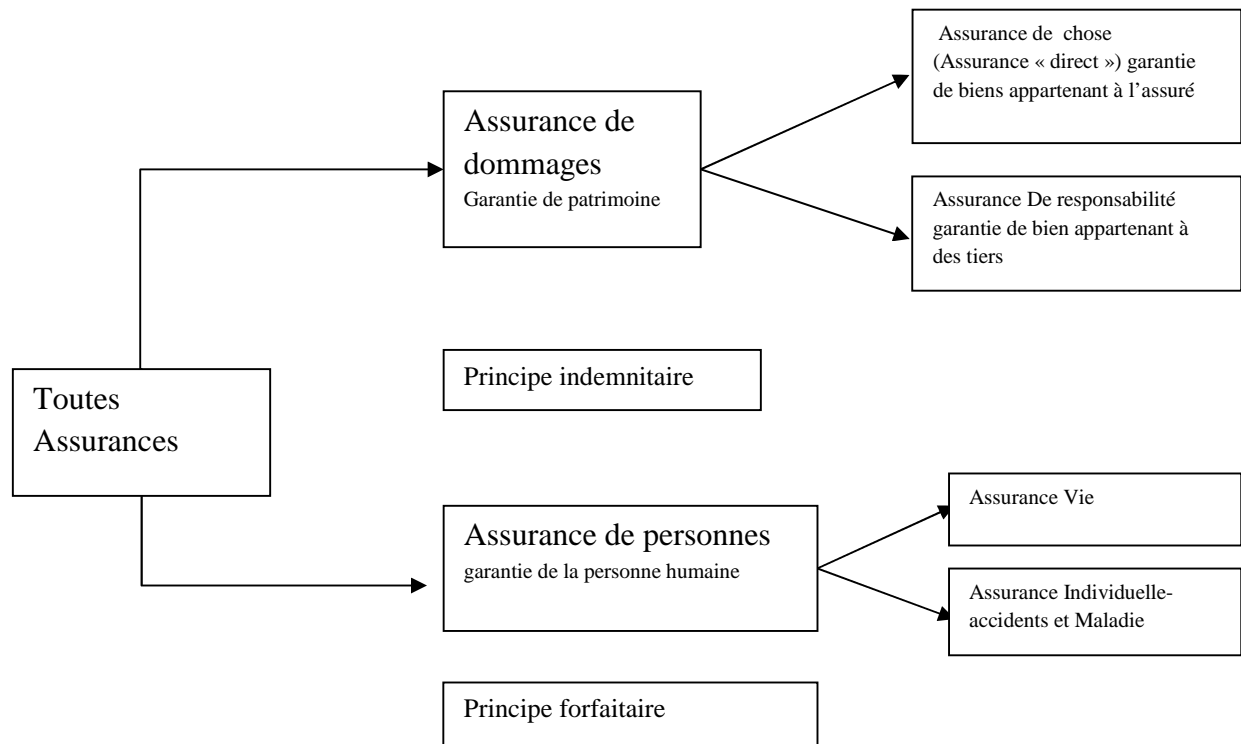 Assurance de chose
(Assurance « direct ») garantie
de biens appartenant à l’assuré
Assurance de
dommages
Garantie de patrimoine
Assurance De responsabilité
garantie de bien appartenant à
des tiers
Principe indemnitaire
Toutes
Assurances
Assurance de personnes
garantie de la personne humaine
Assurance Vie
Assurance Individuelle-
accidents et Maladie
Principe forfaitaire